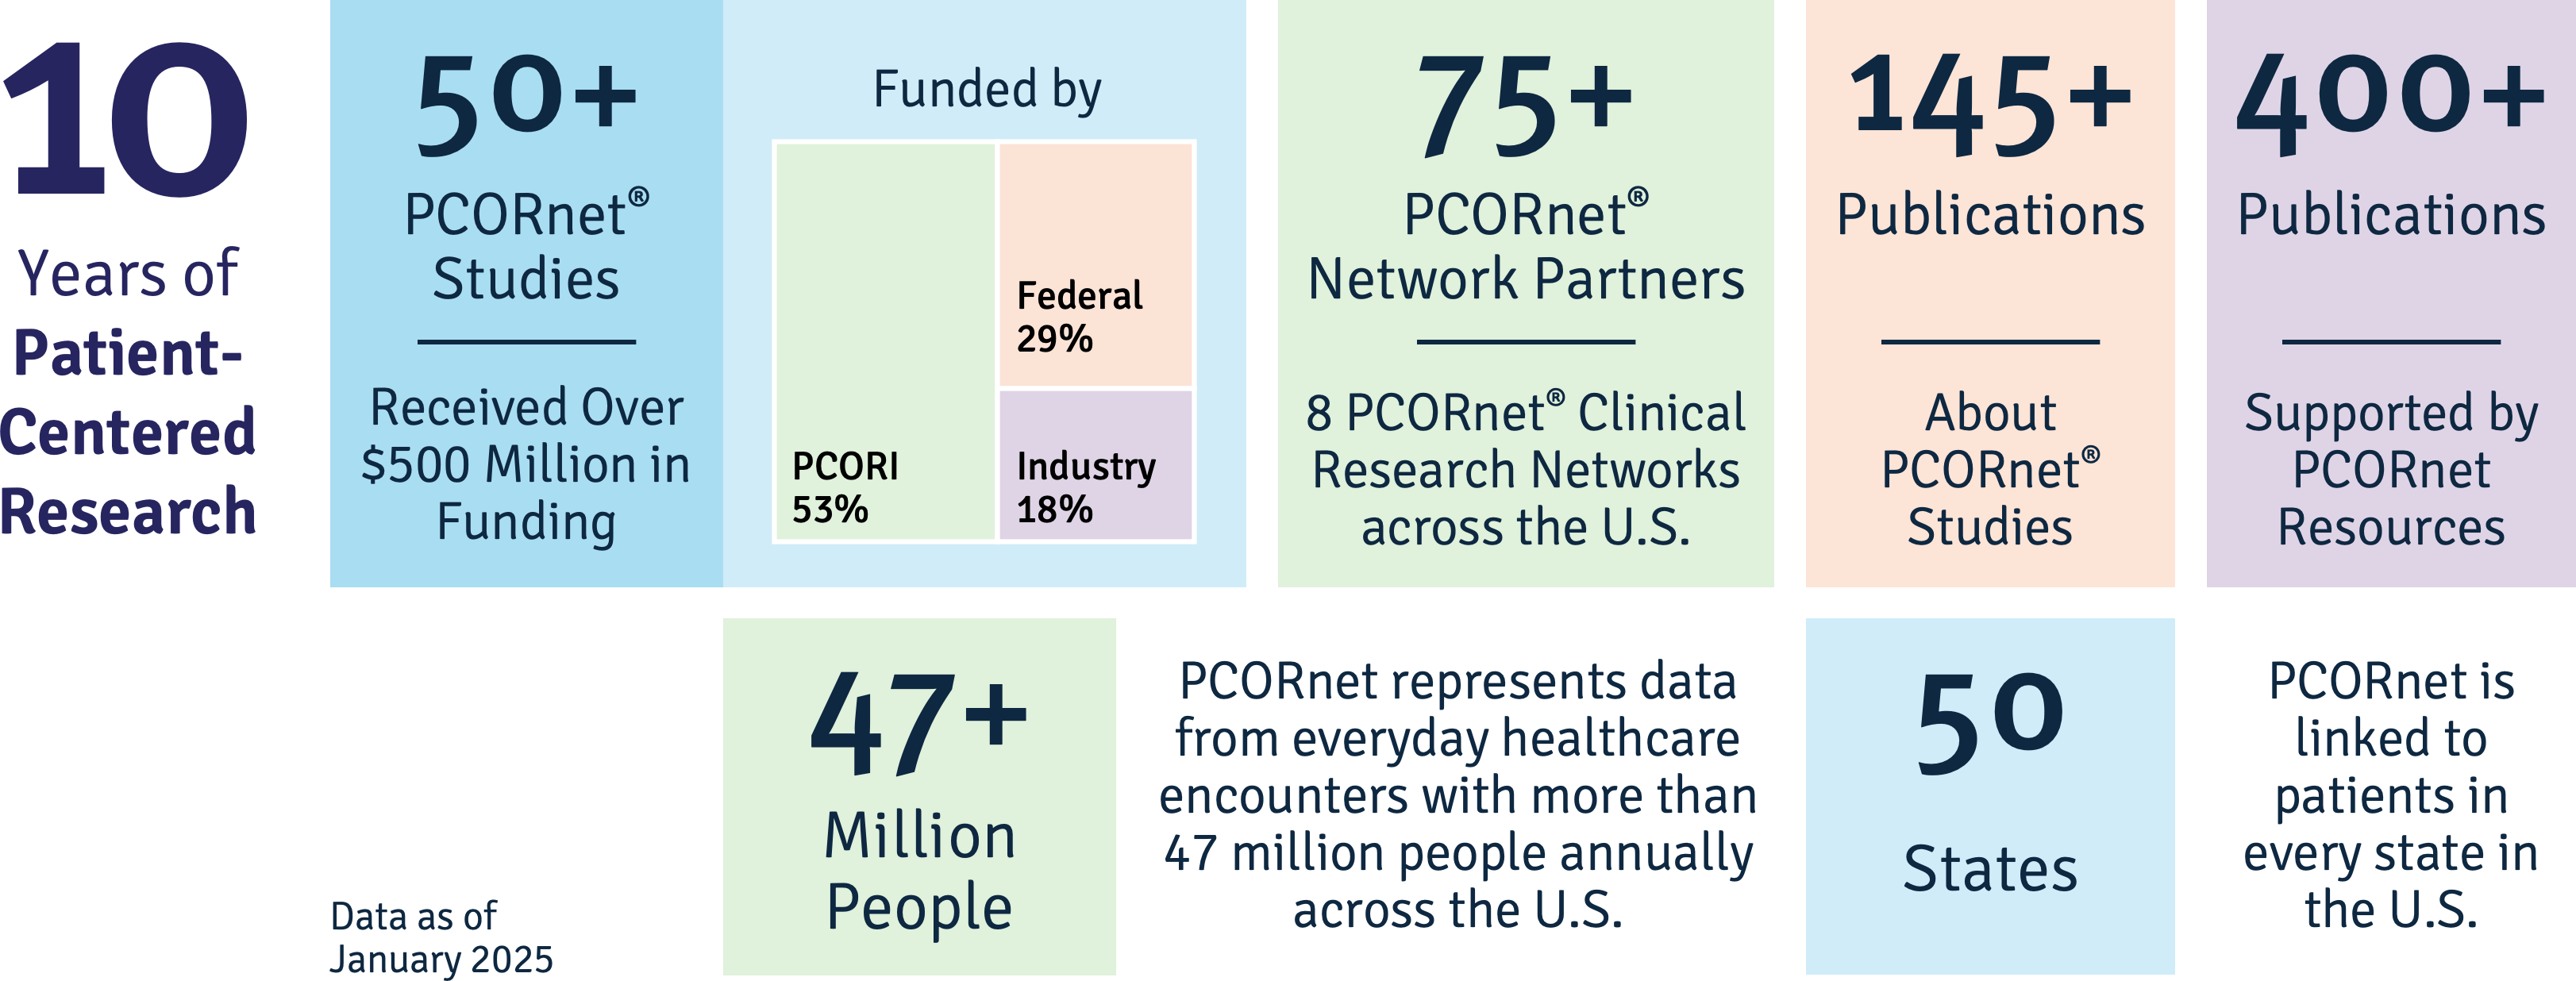 10
Years of
Patient-
Centered
Research
50+
PCORnet®
Studies
Received Over
$500 Million in
Funding
Funded by
PCORI
53%
Federal
29%
Industry
18%
75+
PCORnet®
Network Partners
8 PCORnet® Clinical
Research Networks
across the U.S.
145+
Publications
About
PCORnet®
Studies
400+
Publications
Supported by
PCORnet
Resources
47+
Million
People
PCORnet represents data
from everyday healthcare
encounters with more than
47 million people annually
across the U.S.
50
States
PCORnet is
linked to
patients in
every state in
the U.S.
Data as of
January 2025